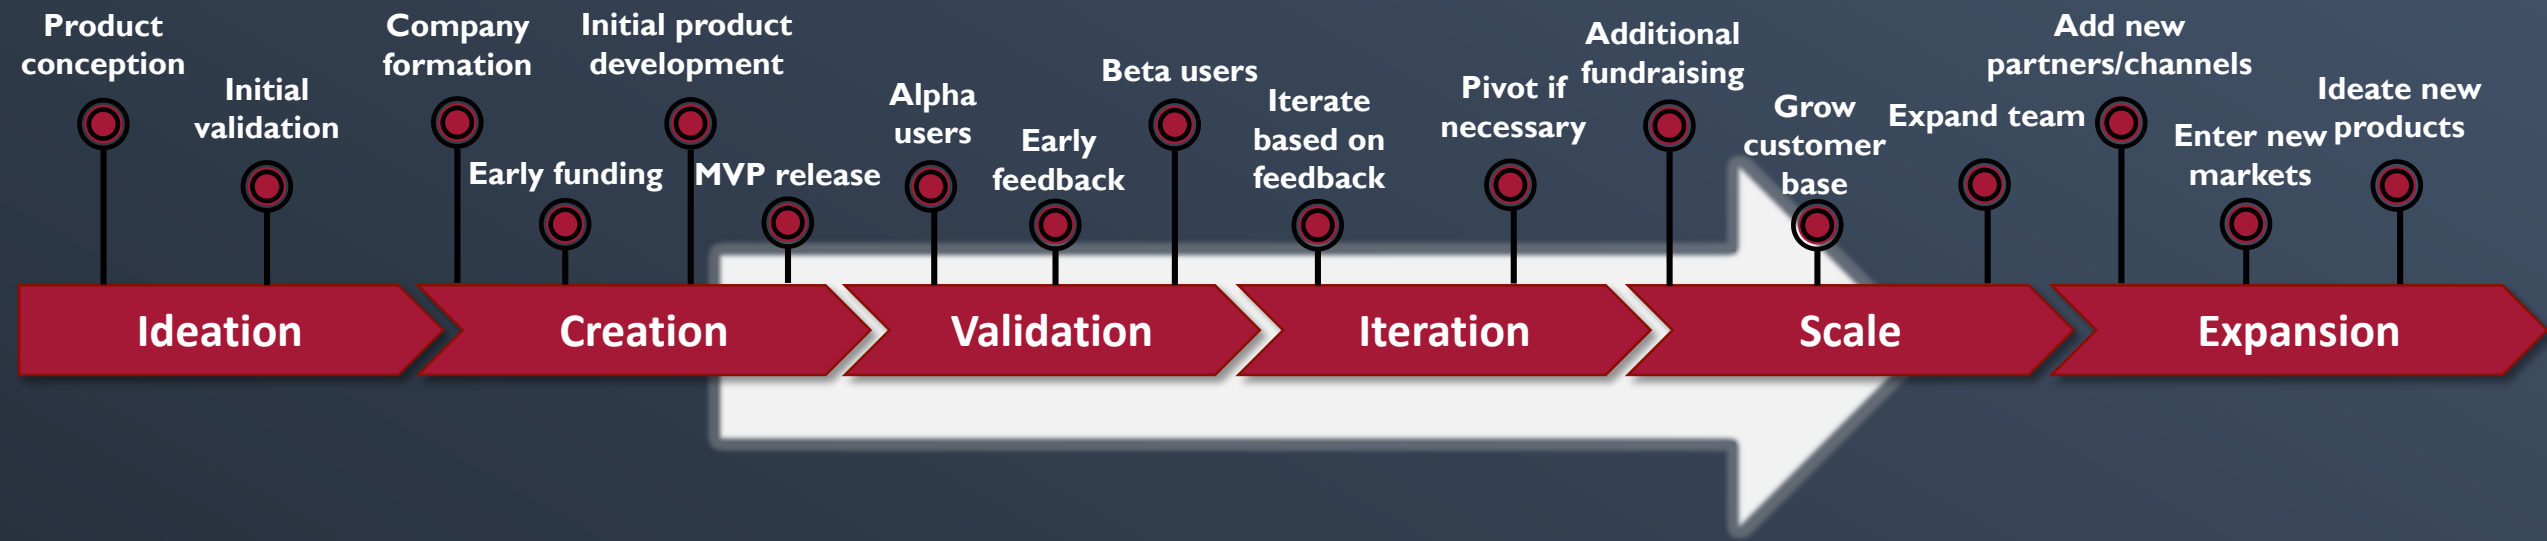 Product
conception
Initial
validation
Company
formation
Early funding
Initial product
development
MVP release
Alpha
users
Early
feedback
Beta users
Iterate
based on
feedback
Pivot if
necessary
Additional
fundraising
Grow
customer
base
Expand team
Add new
partners/channels
Enter new
markets
Ideate new
products
Ideation
Creation
Validation
Iteration
Scale
Expansion